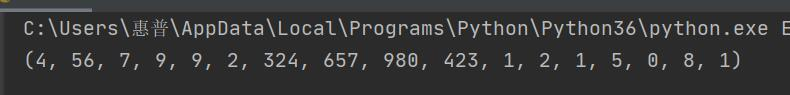 C:\Users\惠普\AppData\Local\Programs\Python\Python36\python.exe E
(4, 56, 7, 9, 9, 2, 324, 657, 980, 423, 1, 2, 1, 5, 0, 8, 1)